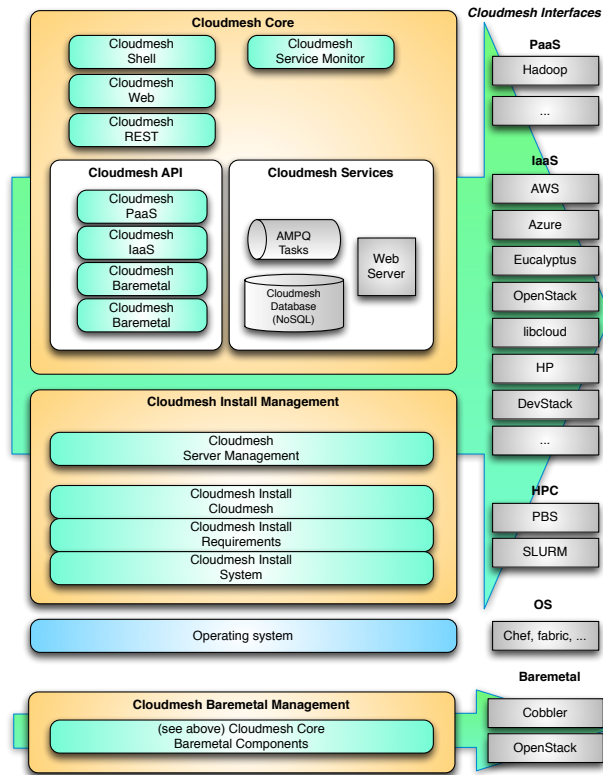 Cloudmesh Core
Cloudmesh
Shell
Cloudmesh
Web
Cloudmesh
REST
Cloudmesh
Service Monitor
Cloudmesh API
Cloudmesh
PaaS
Cloudmesh
IaaS
Cloudmesh
Baremetal
Cloudmesh
Baremetal
Cloudmesh Services
AMPQ
Tasks
Web
Server
Cloudmesh
Database
(NoSQL)
Cloudmesh Install Management
Cloudmesh
Server Management
Cloudmesh Install
Cloudmesh
Cloudmesh Install
Requirements
Cloudmesh Install
System
Operating system
Cloudmesh Baremetal Management
(see above) Cloudmesh Core
Baremetal Components
Cloudmesh Interfaces
PaaS
Hadoop
...
IaaS
AWS
Azure
Eucalyptus
OpenStack
libcloud
HP
DevStack
...
HPC
PBS
SLURM
OS
Chef, fabric, ...
Baremetal
Cobbler
OpenStack